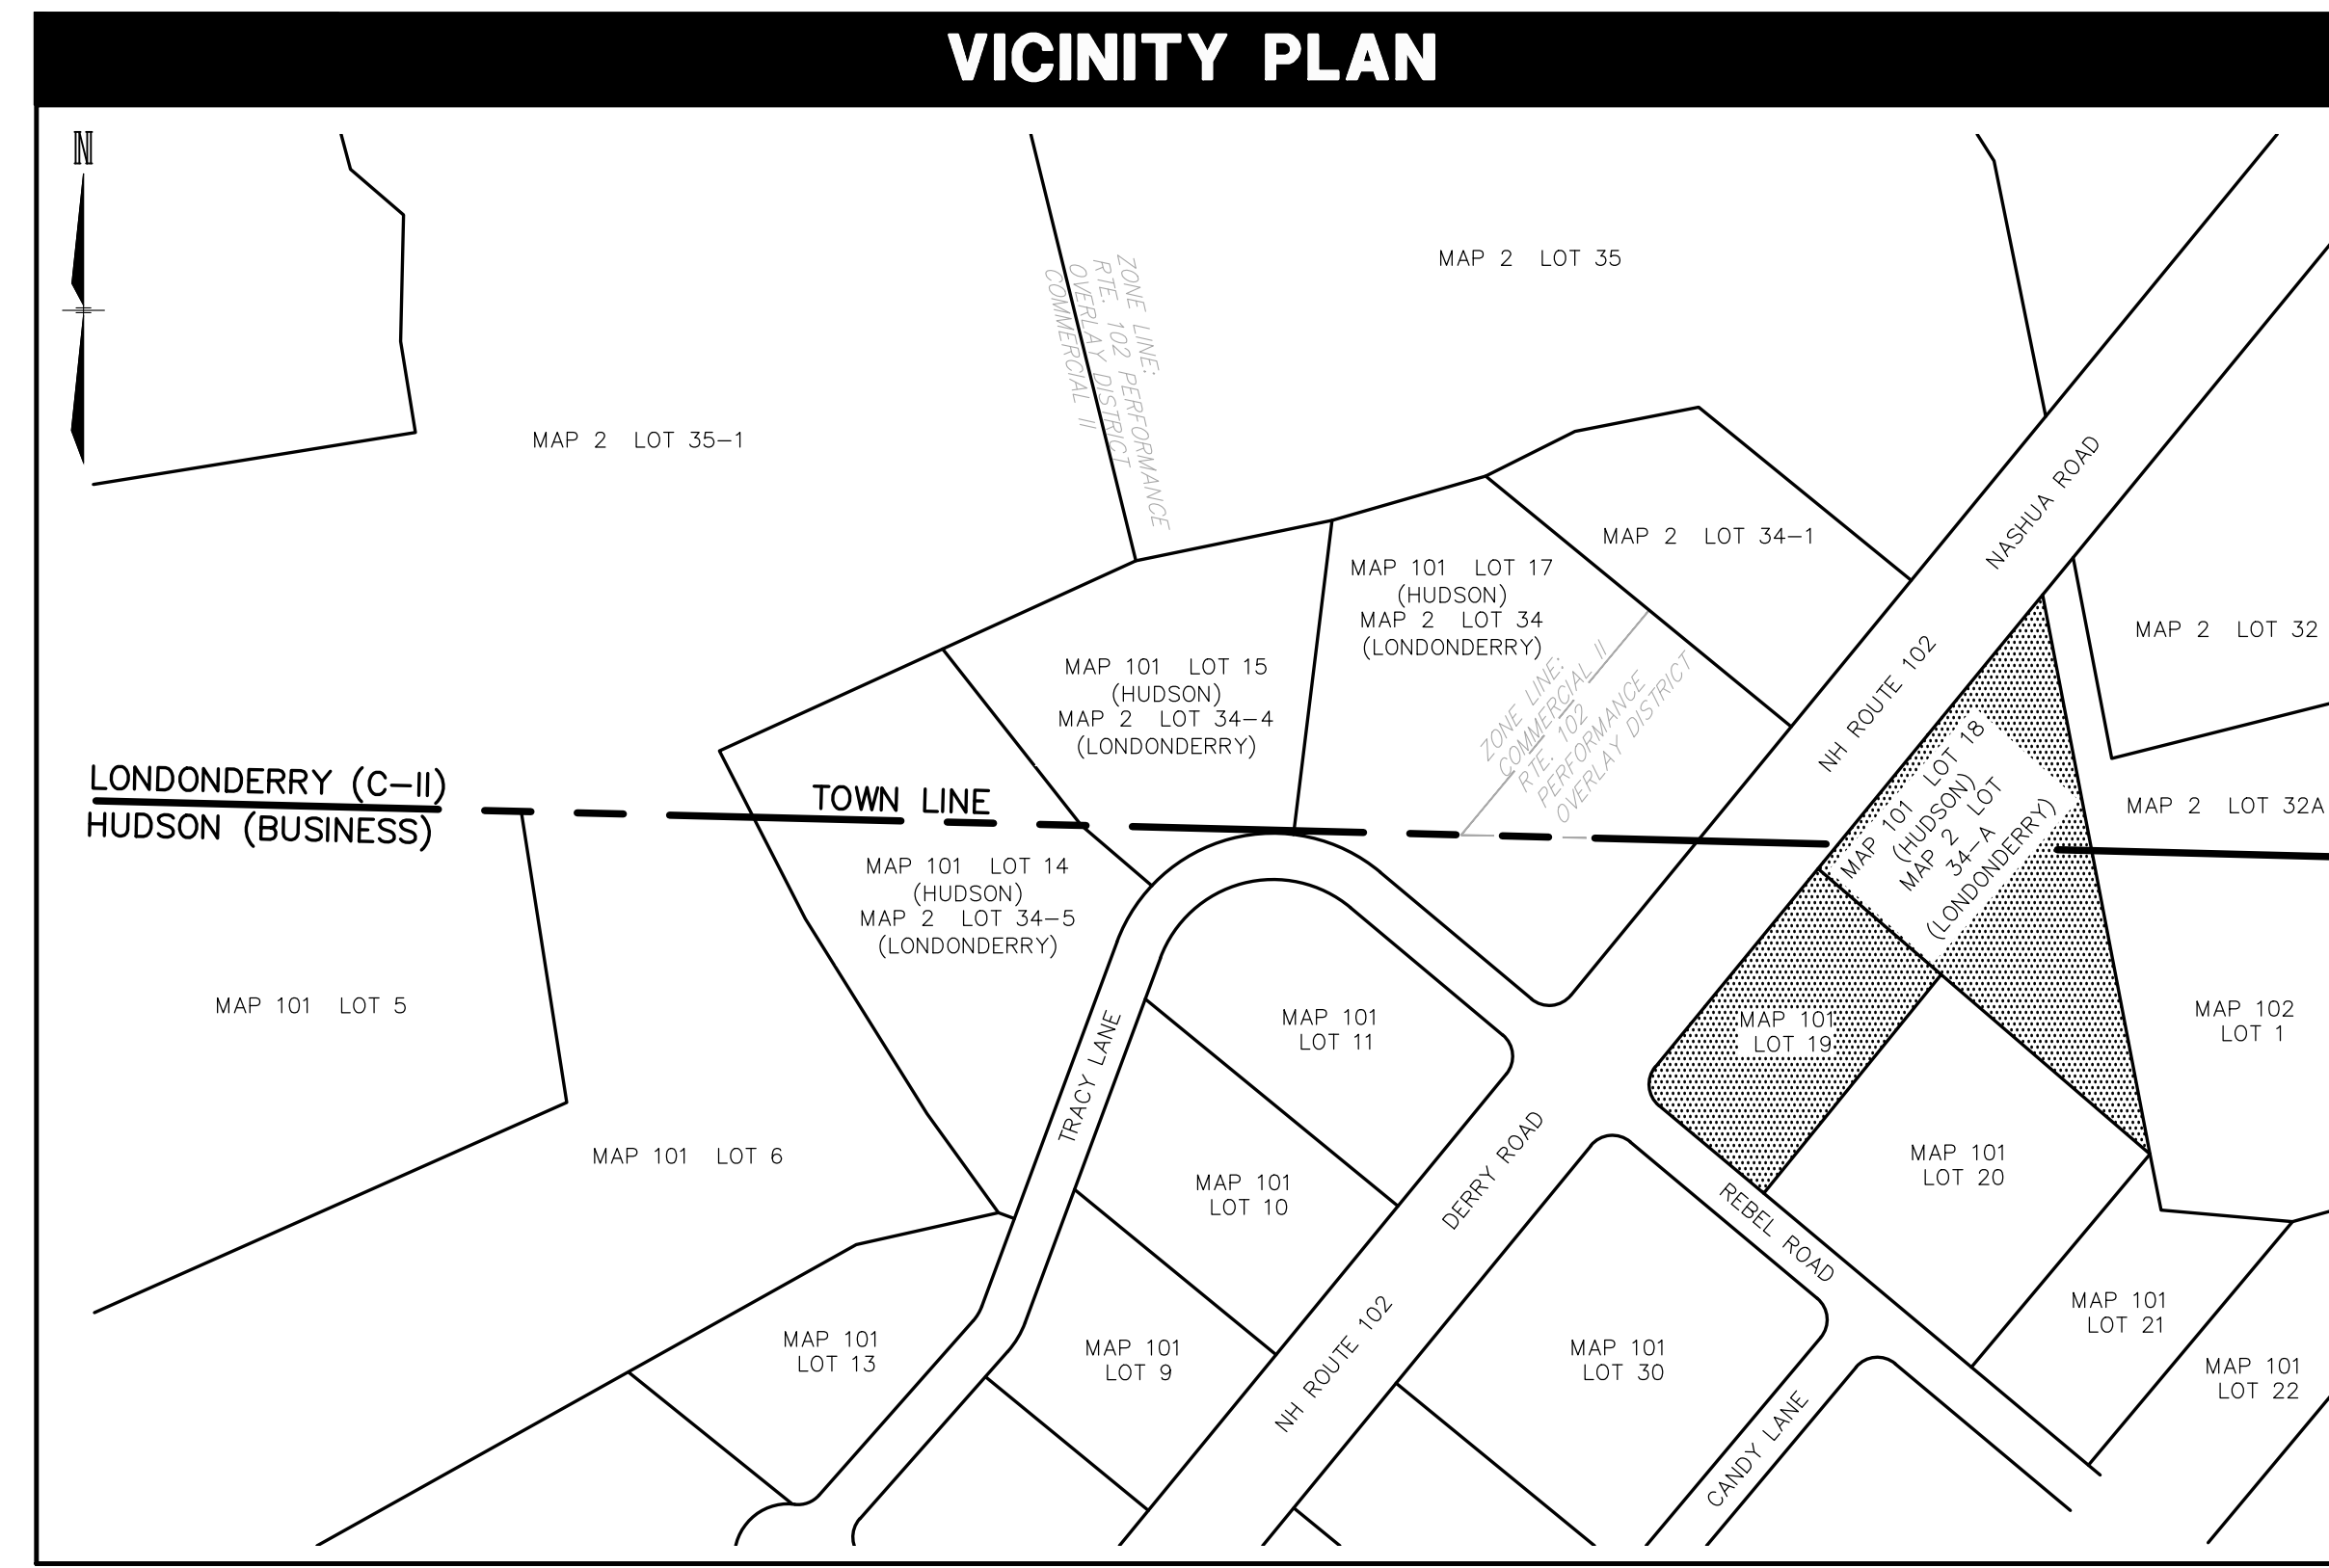 VICINITY PLAN
N
MAP 2 LOT 35
ZONE LINE:
RTE. 102 PERFORMANCE
OVERLAY DISTRICT
COMMERCIAL II
MAP 2 LOT 35-1
NASHUA ROAD
MAP 2 LOT 34-1
MAP 101 LOT 17
(HUDSON)
MAP 2 LOT 34
(LONDONDERRY)
MAP 2 LOT 32
MAP 101 LOT 15
(HUDSON)
MAP 2 LOT 34-4
(LONDONDERRY)
ZONE LINE:
COMMERCIAL II
RTE. 102
PERFORMANCE
OVERLAY DISTRICT
NH ROUTE 102
MAP 101 LOT 18
(HUDSON)
MAP 2 LOT
34-A
(LONDONDERRY)
LONDONDERRY (C-II)
HUDSON (BUSINESS)
TOWN LINE
MAP 2 LOT 32A
MAP 101 LOT 14
(HUDSON)
MAP 2 LOT 34-5
(LONDONDERRY)
MAP 101 LOT 5
MAP 101
LOT 11
MAP 101
LOT 19
MAP 102
LOT 1
TRACY LANE
MAP 101 LOT 6
MAP 101
LOT 10
DERRY ROAD
MAP 101
LOT 20
REBEL ROAD
MAP 101
LOT 21
MAP 101
LOT 13
MAP 101
LOT 9
NH ROUTE 102
MAP 101
LOT 30
MAP 101
LOT 22
CANDY LANE